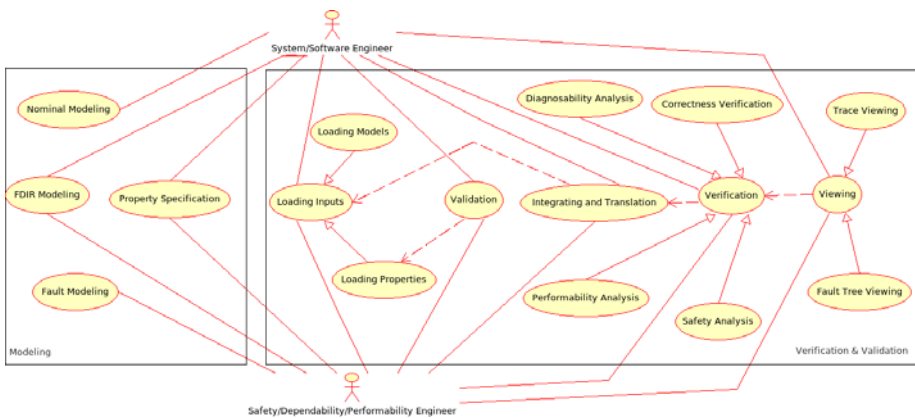 System/Software Engineer
Nominal Modeling
Diagnosability Analysis
Correctness Verification
Trace Viewing
Loading Models
FDIR Modeling
Property Specification
Loading Inputs
Validation
Integrating and Translation
Verification
Viewing
Fault Modeling
Loading Properties
Performability Analysis
Safety Analysis
Fault Tree Viewing
Modeling
Verification & Validation
Safety/Dependability/Performability Engineer